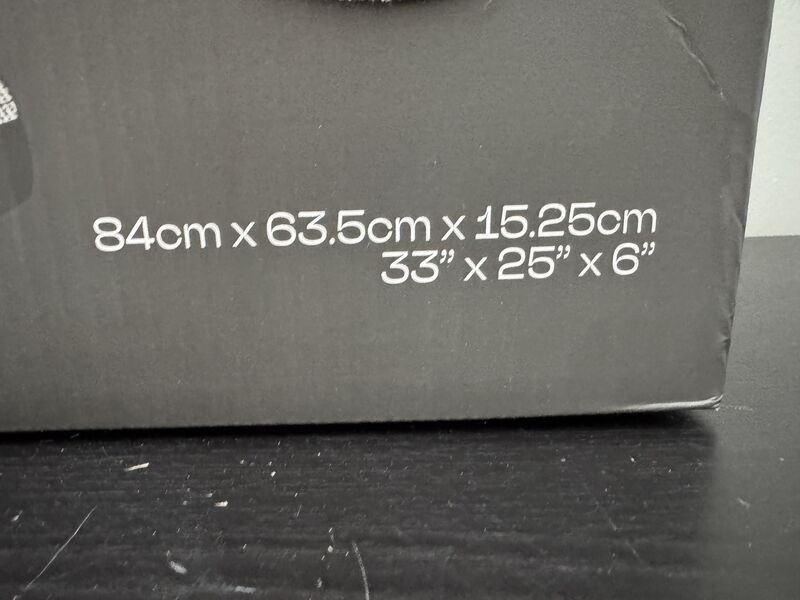 84cm x 63.5cm x 15.25cm
33” x 25” x 6”